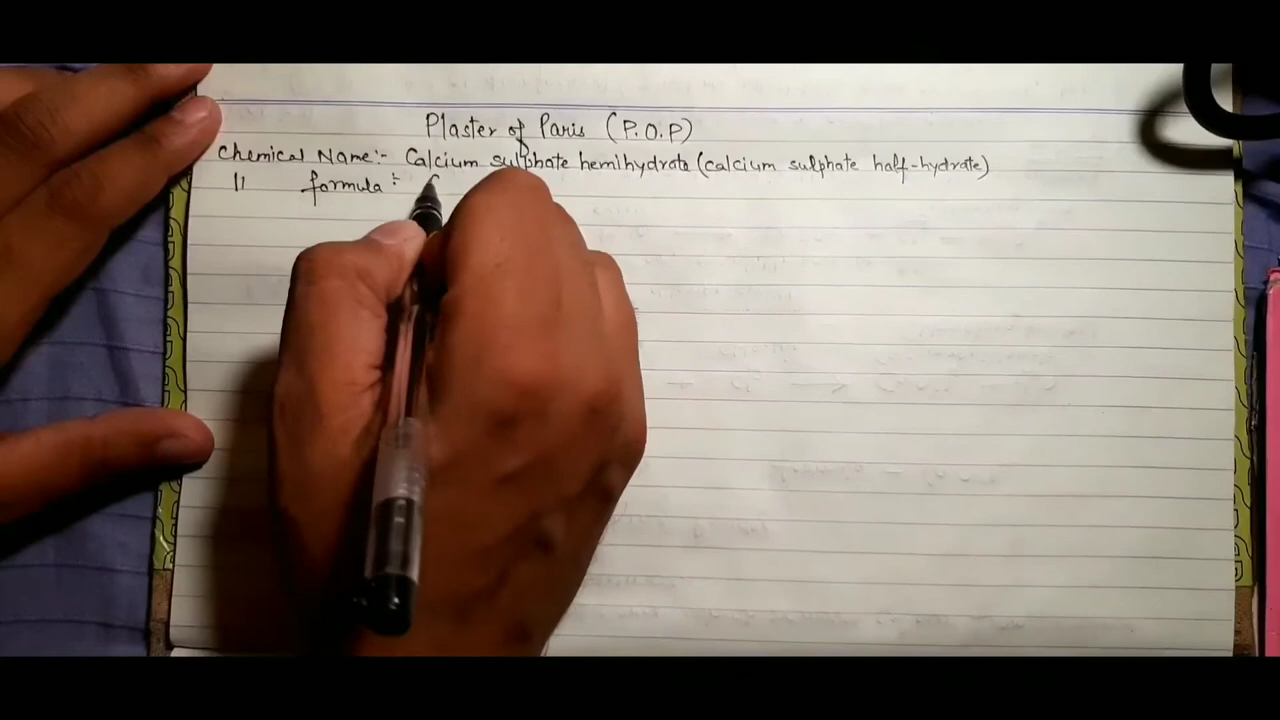 Plaster of Paris (P.O.P)
Chemical Name:- Calcium sulphate hemihydrate (calcium sulphate half-hydrate)
" formula :- C